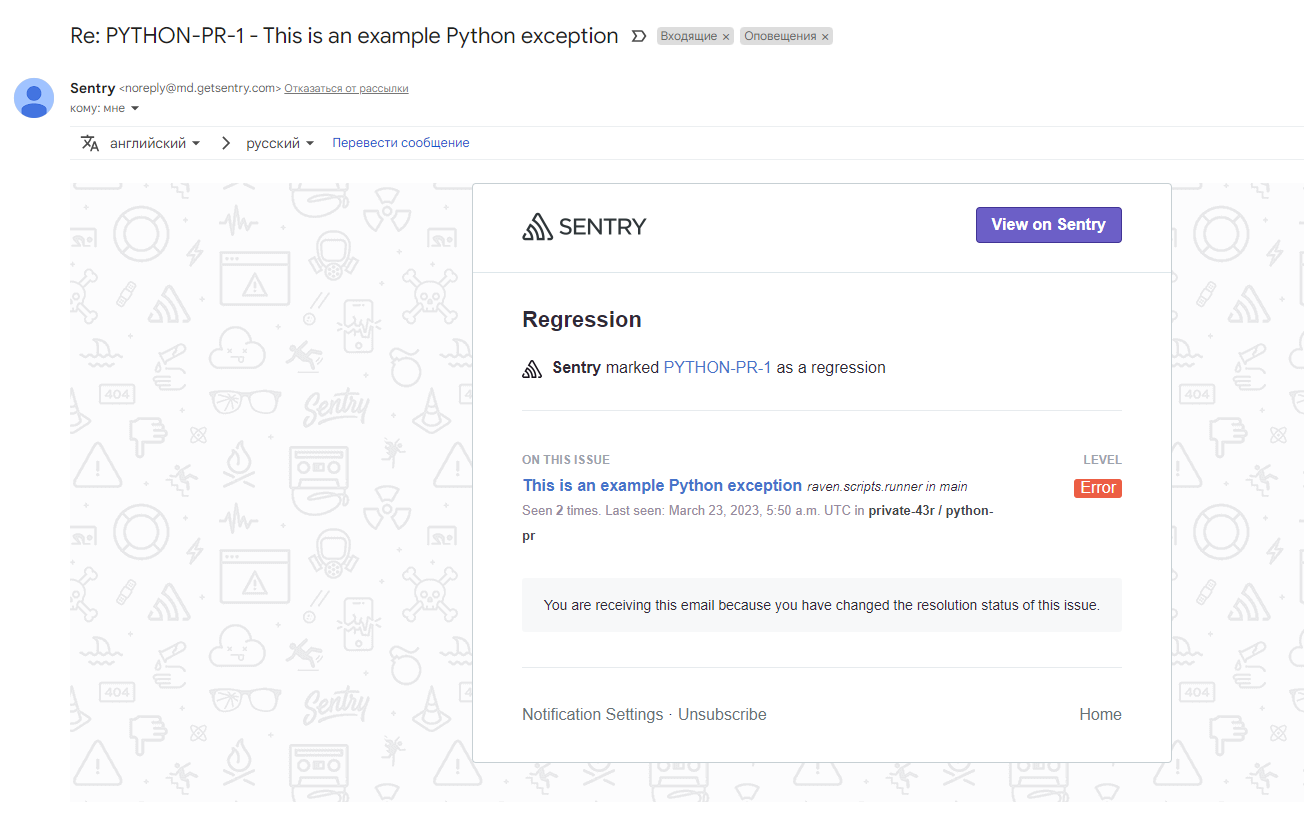 Re: PYTHON-PR-1 - This is an example Python exception Входящие × Оповещения ×
Sentry <noreply@md.getsentry.com> Отказаться от рассылки
кому: мне
английский > русский Перевести сообщение
SENTRY View on Sentry
Regression
Sentry marked PYTHON-PR-1 as a regression
ON THIS ISSUE LEVEL
This is an example Python exception raven.scripts.runner in main Error
Seen 2 times. Last seen: March 23, 2023, 5:50 a.m. UTC in private-43r / python-
pr
You are receiving this email because you have changed the resolution status of this issue.
Notification Settings · Unsubscribe Home
404
Sentry
404
404
Sentry
404